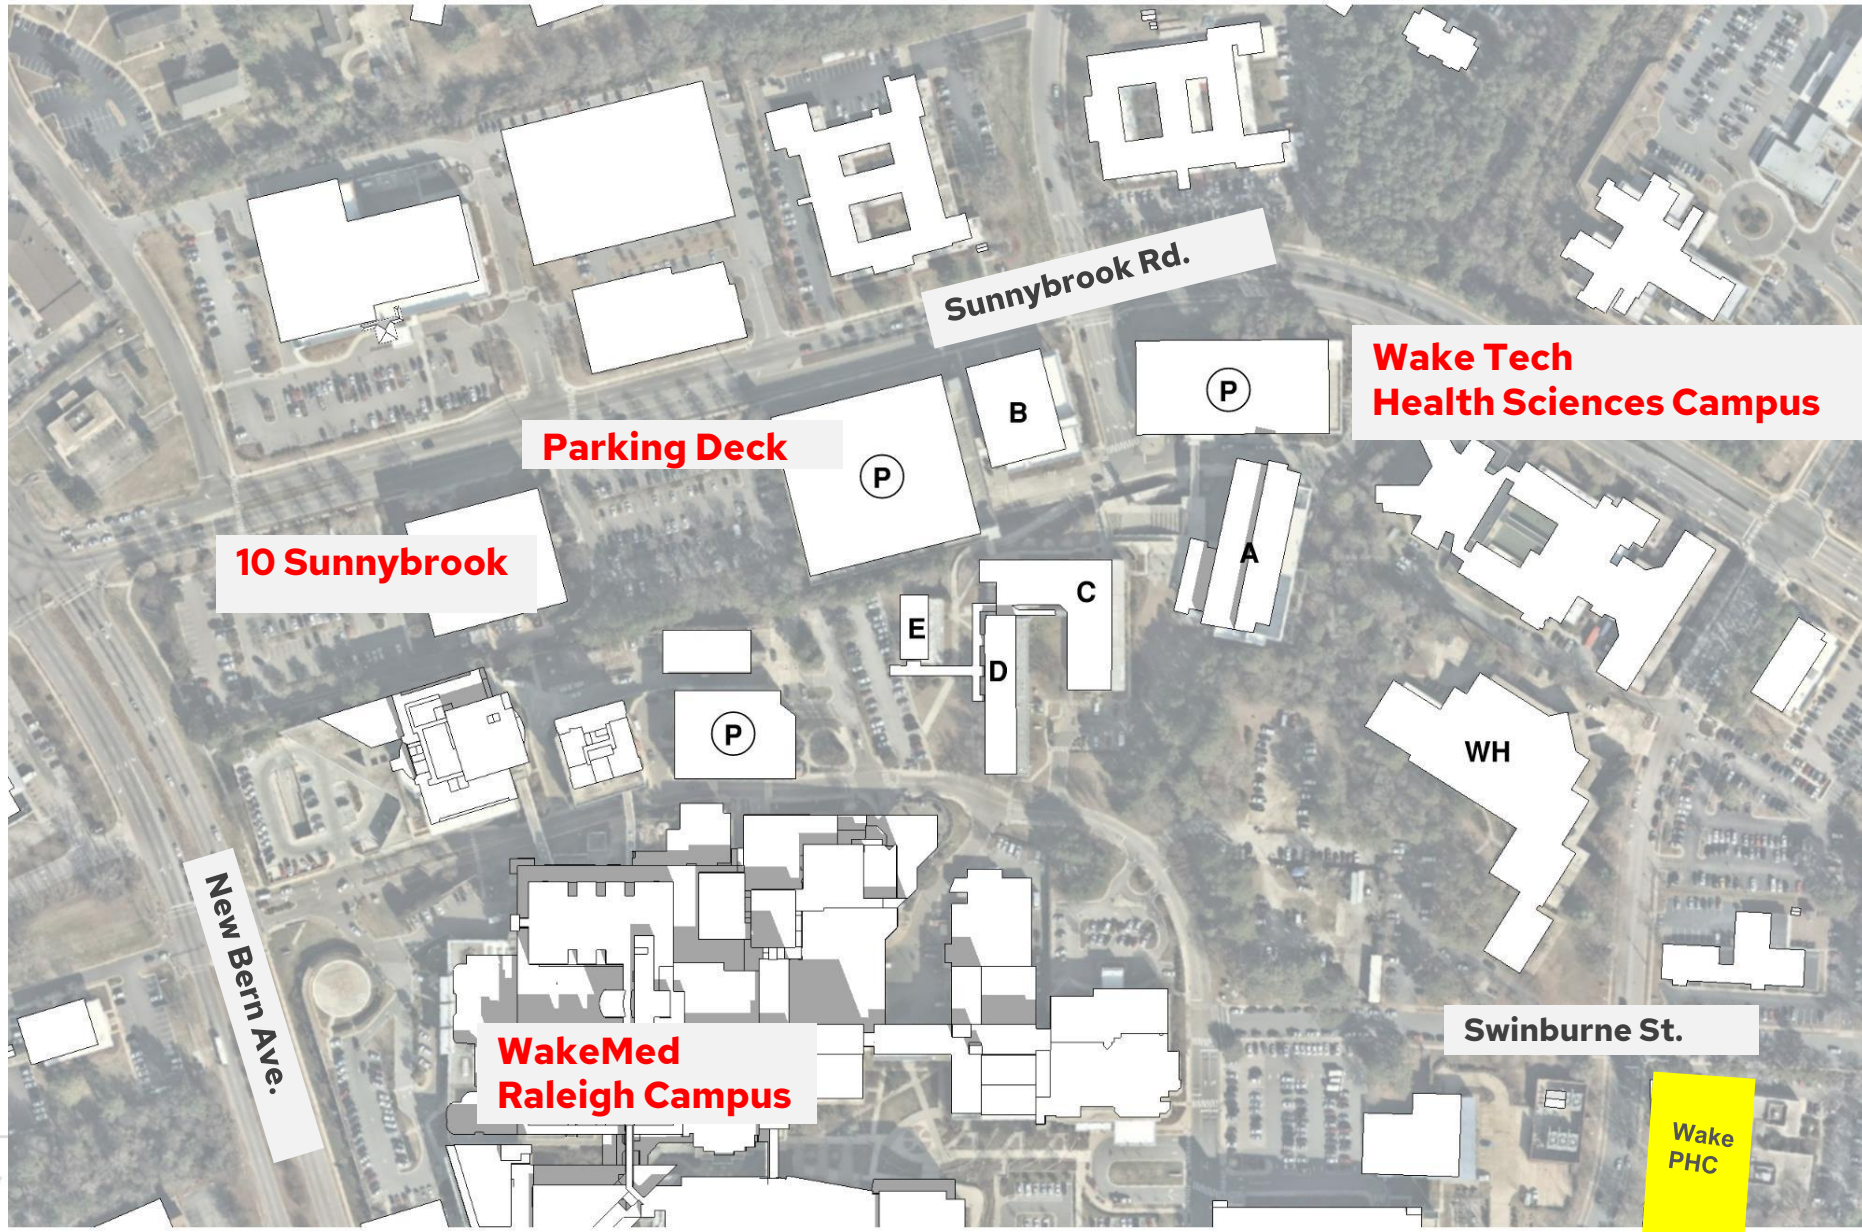 Sunnybrook Rd.
Wake Tech
Health Sciences Campus
P
B
Parking Deck
P
10 Sunnybrook
A
C
E
D
P
WH
New Bern Ave.
Swinburne St.
WakeMed
Raleigh Campus
Wake
PHC